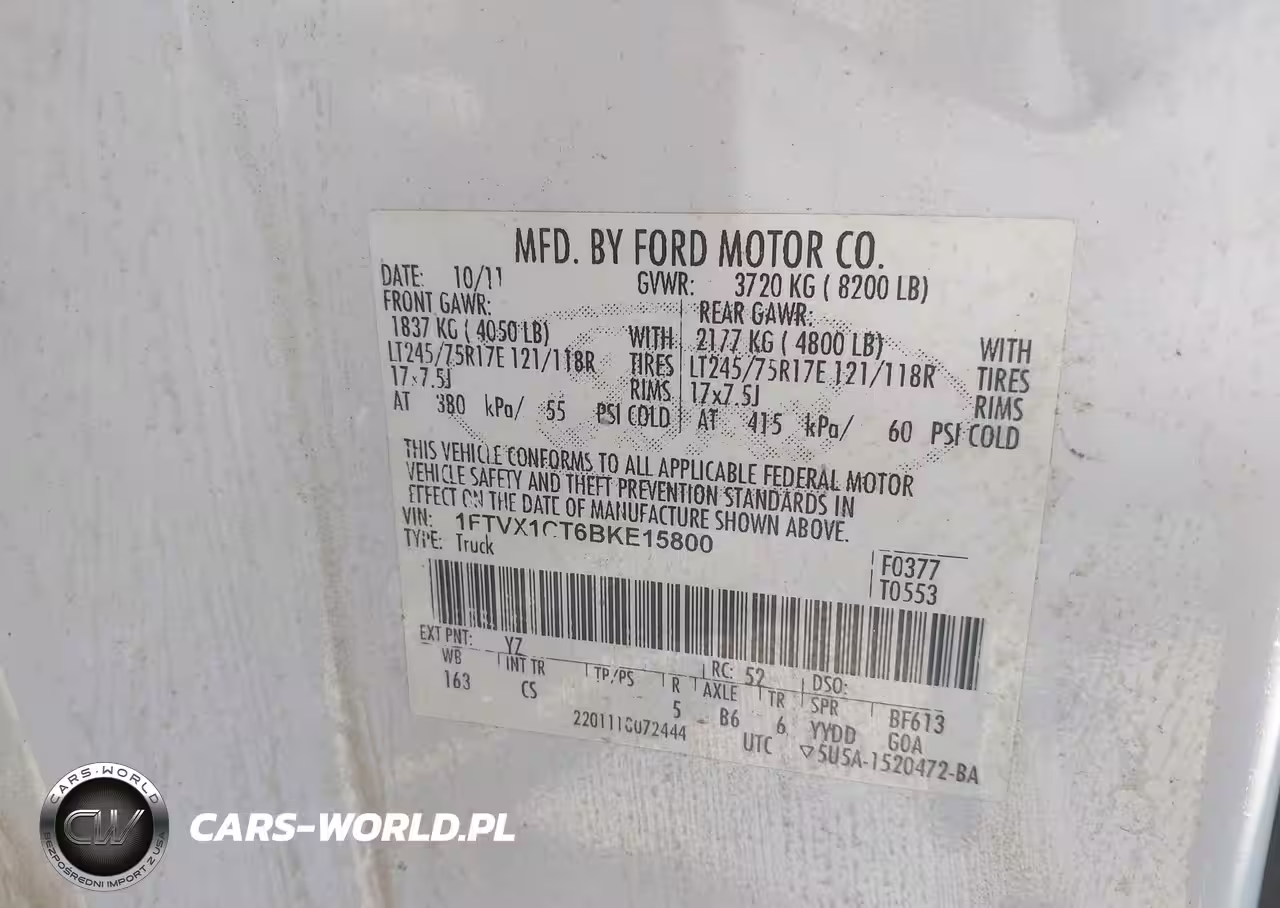 MFD. BY FORD MOTOR CO.
DATE: 10/11 GVWR: 3720 KG ( 8200 LB)
FRONT GAWR: REAR GAWR:
1837 KG ( 4050 LB) WITH 2177 KG ( 4800 LB) WITH
LT245/75R17E 121/118R TIRES LT245/75R17E 121/118R TIRES
17x7.5J RIMS 17x7.5J RIMS
AT 380 kPa/ 55 PSI COLD AT 415 kPa/ 60 PSI COLD
THIS VEHICLE CONFORMS TO ALL APPLICABLE FEDERAL MOTOR
VEHICLE SAFETY AND THEFT PREVENTION STANDARDS IN
EFFECT ON THE DATE OF MANUFACTURE SHOWN ABOVE.
VIN:
TYPE: Truck
F0377
T0553
EXT PNT: YZ RC: 52 DSO:
WB INT TR TP/PS R AXLE TR SPR BF613
163 CS 5 B6 6 YYDD GOA
UTC ▽5U5A-1520472-BA
CARS-WORLD
CW
BEZPOŚREDNI IMPORT Z USA
CARS-WORLD.PL